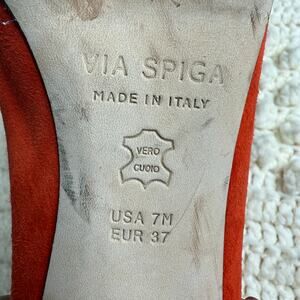 VIA SPIGA
MADE IN ITALY
VERO
CUOIO
USA 7M
EUR 37